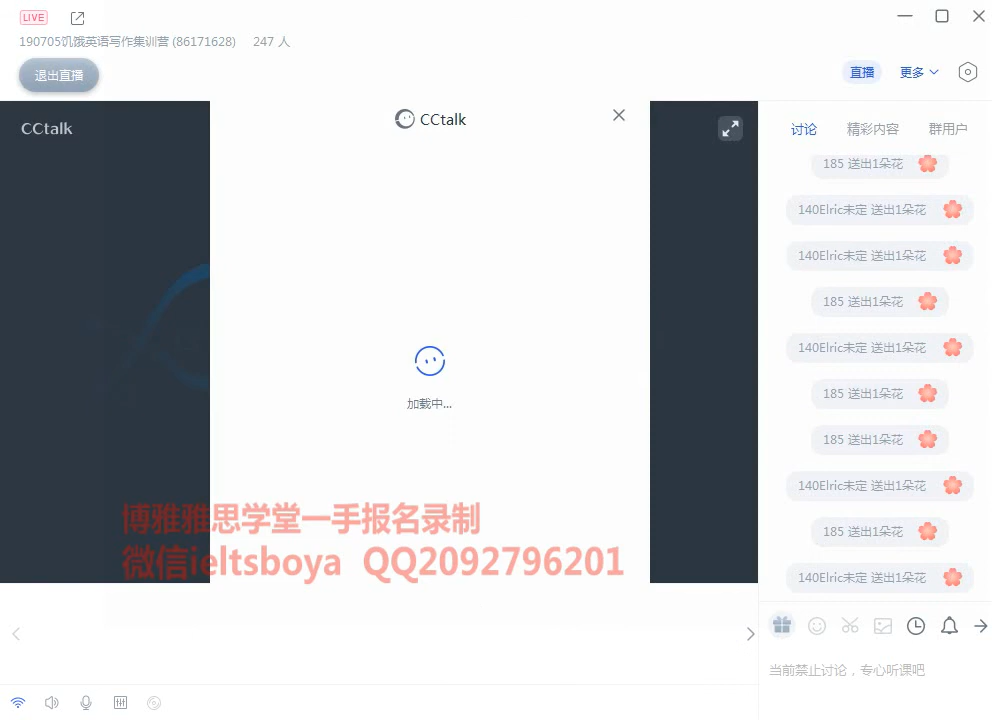 LIVE
190705饥饿英语写作集训营 (86171628) 247 人
退出直播
直播
更多
CCtalk
CCtalk
加载中...
博雅雅思学堂一手报名录制
微信ieltsboya QQ2092796201
讨论 精彩内容 群用户
185 送出1朵花
140Elric未定 送出1朵花
140Elric未定 送出1朵花
185 送出1朵花
140Elric未定 送出1朵花
185 送出1朵花
185 送出1朵花
140Elric未定 送出1朵花
185 送出1朵花
140Elric未定 送出1朵花
当前禁止讨论，专心听课吧